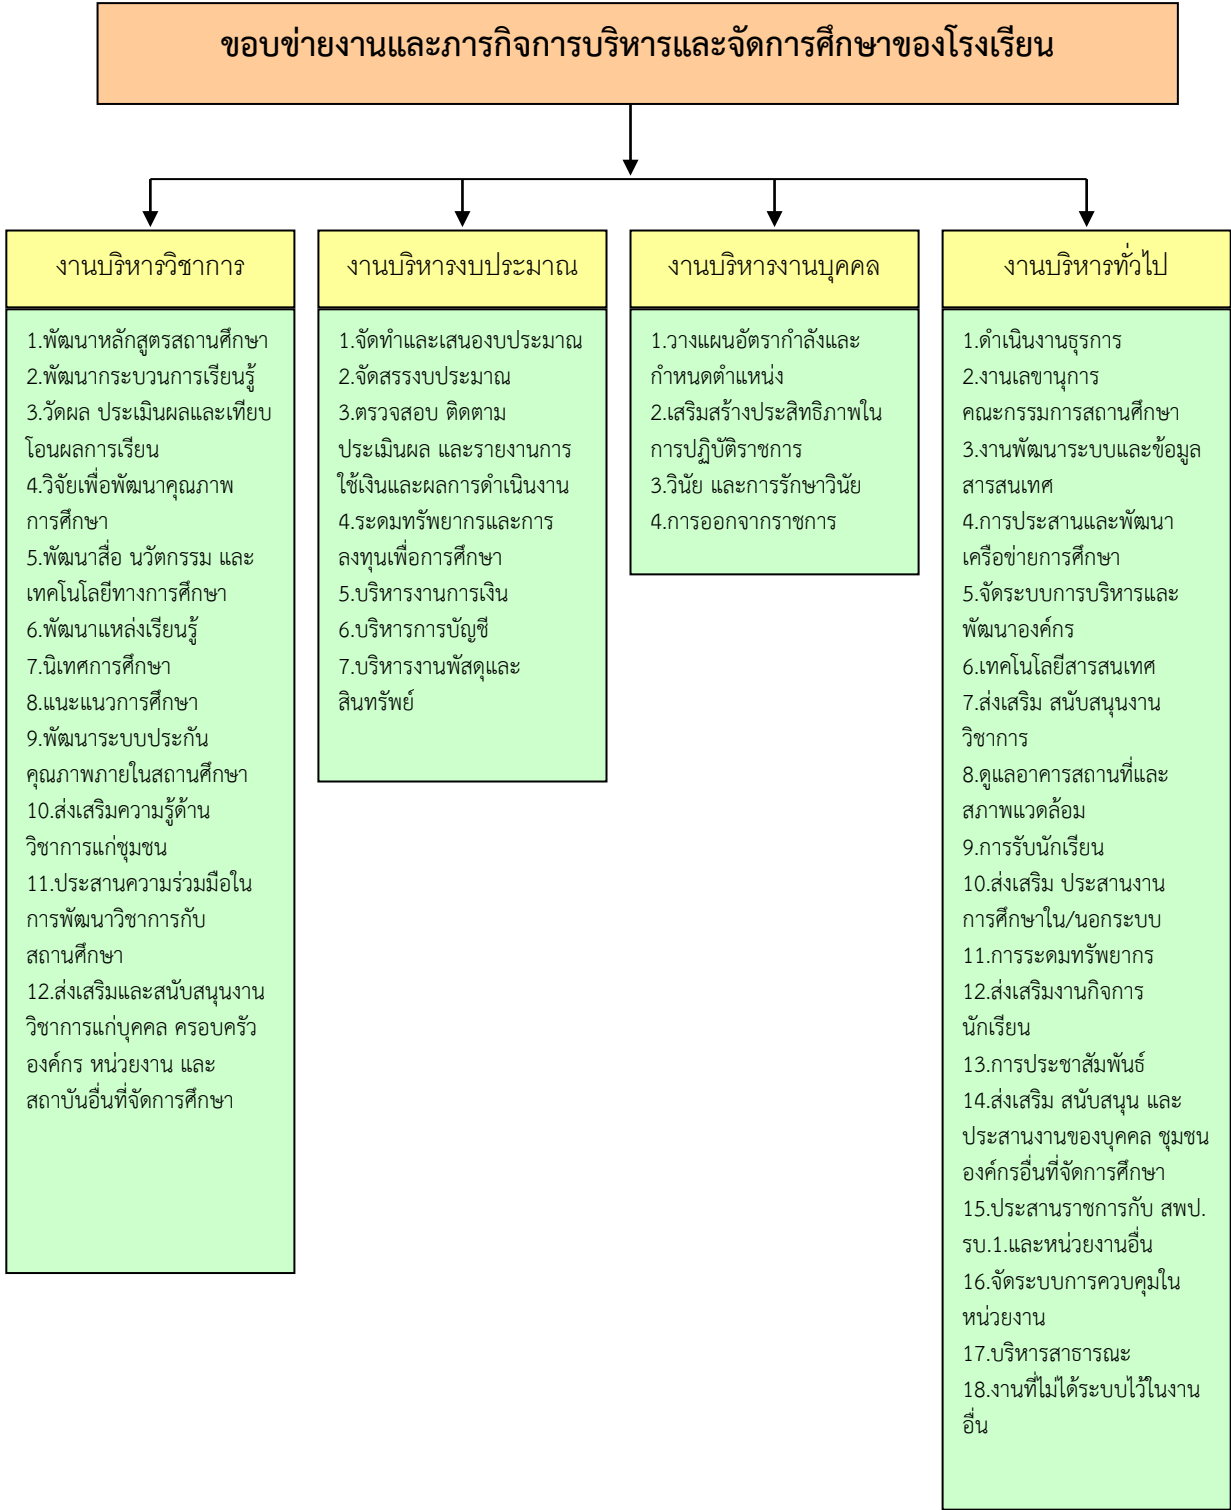 ขอบข่ายงานและภารกิจการบริหารและจัดการศึกษาของโรงเรียน
งานบริหารวิชาการ
1.พัฒนาหลักสูตรสถานศึกษา
2.พัฒนากระบวนการเรียนรู้
3.วัดผล ประเมินผลและเทียบ
โอนผลการเรียน
4.วิจัยเพื่อพัฒนาคุณภาพ
การศึกษา
5.พัฒนาสื่อ นวัตกรรม และ
เทคโนโลยีทางการศึกษา
6.พัฒนาแหล่งเรียนรู้
7.นิเทศการศึกษา
8.แนะแนวการศึกษา
9.พัฒนาระบบประกัน
คุณภาพภายในสถานศึกษา
10.ส่งเสริมความรู้ด้าน
วิชาการแก่ชุมชน
11.ประสานความร่วมมือใน
การพัฒนาวิชาการกับ
สถานศึกษา
12.ส่งเสริมและสนับสนุนงาน
วิชาการแก่บุคคล ครอบครัว
องค์กร หน่วยงาน และ
สถาบันอื่นที่จัดการศึกษา
งานบริหารงบประมาณ
1.จัดทำและเสนองบประมาณ
2.จัดสรรงบประมาณ
3.ตรวจสอบ ติดตาม
ประเมินผล และรายงานการ
ใช้เงินและผลการดำเนินงาน
4.ระดมทรัพยากรและการ
ลงทุนเพื่อการศึกษา
5.บริหารงานการเงิน
6.บริหารการบัญชี
7.บริหารงานพัสดุและ
สินทรัพย์
งานบริหารงานบุคคล
1.วางแผนอัตรากำลังและ
กำหนดตำแหน่ง
2.เสริมสร้างประสิทธิภาพใน
การปฏิบัติราชการ
3.วินัย และการรักษาวินัย
4.การออกจากราชการ
งานบริหารทั่วไป
1.ดำเนินงานธุรการ
2.งานเลขานุการ
คณะกรรมการสถานศึกษา
3.งานพัฒนาระบบและข้อมูล
สารสนเทศ
4.การประสานและพัฒนา
เครือข่ายการศึกษา
5.จัดระบบการบริหารและ
พัฒนาองค์กร
6.เทคโนโลยีสารสนเทศ
7.ส่งเสริม สนับสนุนงาน
วิชาการ
8.ดูแลอาคารสถานที่และ
สภาพแวดล้อม
9.การรับนักเรียน
10.ส่งเสริม ประสานงาน
การศึกษาใน/นอกระบบ
11.การระดมทรัพยากร
12.ส่งเสริมงานกิจการ
นักเรียน
13.การประชาสัมพันธ์
14.ส่งเสริม สนับสนุน และ
ประสานงานของบุคคล ชุมชน
องค์กรอื่นที่จัดการศึกษา
15.ประสานราชการกับ สพป.
รบ.1.และหน่วยงานอื่น
16.จัดระบบการควบคุมใน
หน่วยงาน
17.บริหารสาธารณะ
18.งานที่ไม่ได้ระบบไว้ในงาน
อื่น